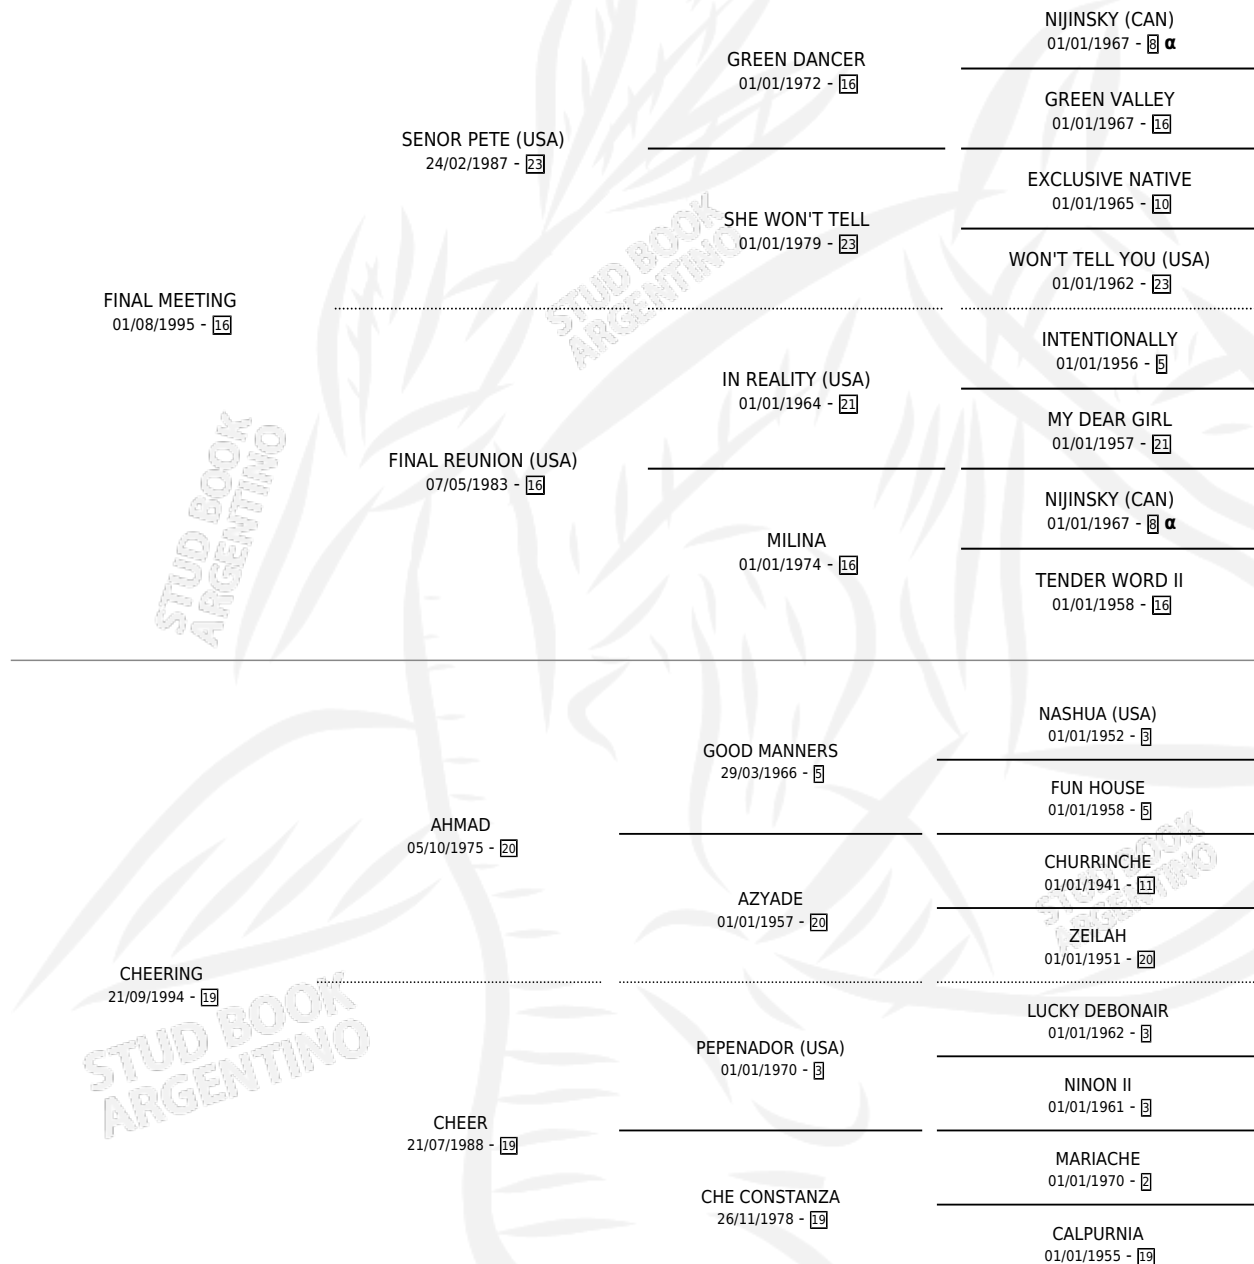 NIJINSKY (CAN)
01/01/1967 - 8 α
GREEN DANCER
01/01/1972 - 16
GREEN VALLEY
01/01/1967 - 16
SENOR PETE (USA)
24/02/1987 - 23
EXCLUSIVE NATIVE
01/01/1965 - 10
SHE WON'T TELL
01/01/1979 - 23
WON'T TELL YOU (USA)
01/01/1962 - 23
FINAL MEETING
01/08/1995 - 16
STUD BOOK
ARGENTINO
INTENTIONALLY
01/01/1956 - 5
IN REALITY (USA)
01/01/1964 - 21
MY DEAR GIRL
01/01/1957 - 21
FINAL REUNION (USA)
07/05/1983 - 16
NIJINSKY (CAN)
01/01/1967 - 8 α
MILINA
01/01/1974 - 16
TENDER WORD II
01/01/1958 - 16
STUD BOOK
ARGENTINO
NASHUA (USA)
01/01/1952 - 3
GOOD MANNERS
29/03/1966 - 5
FUN HOUSE
01/01/1958 - 5
AHMAD
05/10/1975 - 20
CHURRINCHE
01/01/1941 - 11
AZYADE
01/01/1957 - 20
ZEILAH
01/01/1951 - 20
STUD BOOK
ARGENTINO
CHEERING
21/09/1994 - 19
STUD BOOK
ARGENTINO
LUCKY DEBONAIR
01/01/1962 - 3
PEPENADOR (USA)
01/01/1970 - 3
NINON II
01/01/1961 - 3
CHEER
21/07/1988 - 19
MARIACHE
01/01/1970 - 2
CHE CONSTANZA
26/11/1978 - 19
CALPURNIA
01/01/1955 - 19